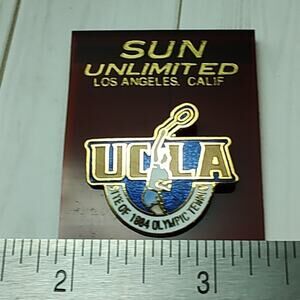 SUN
UNLIMITED
LOS ANGELES, CALIF
UCLA
SITE OF 1984 OLYMPIC TENNIS
2
3